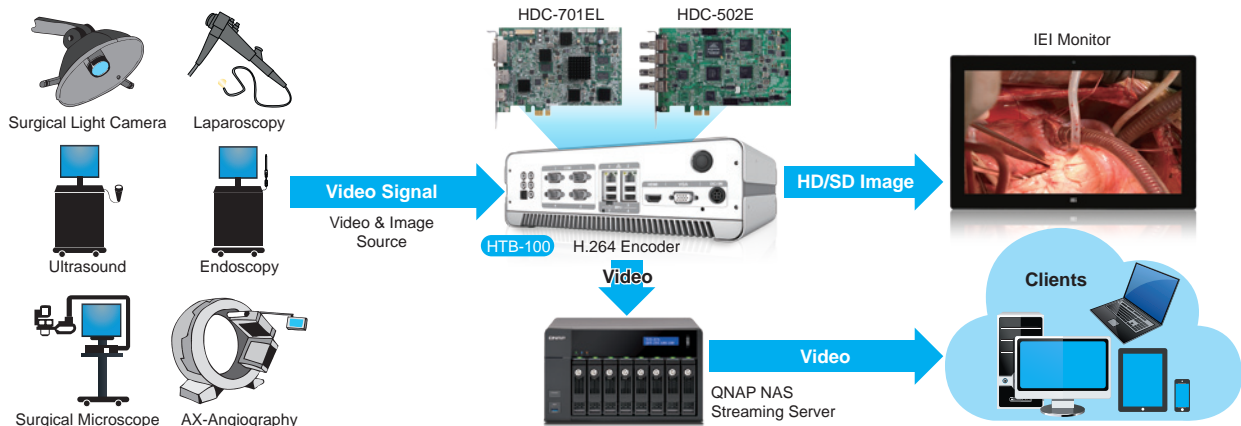 HDC-701EL
HDC-502E
IEI Monitor
Surgical Light Camera
Laparoscopy
Video Signal
HD/SD Image
Video & Image
Source
HTB-100
H.264 Encoder
Ultrasound
Endoscopy
Video
Clients
QNAP
Video
QNAP NAS
Streaming Server
Surgical Microscope
AX-Angiography